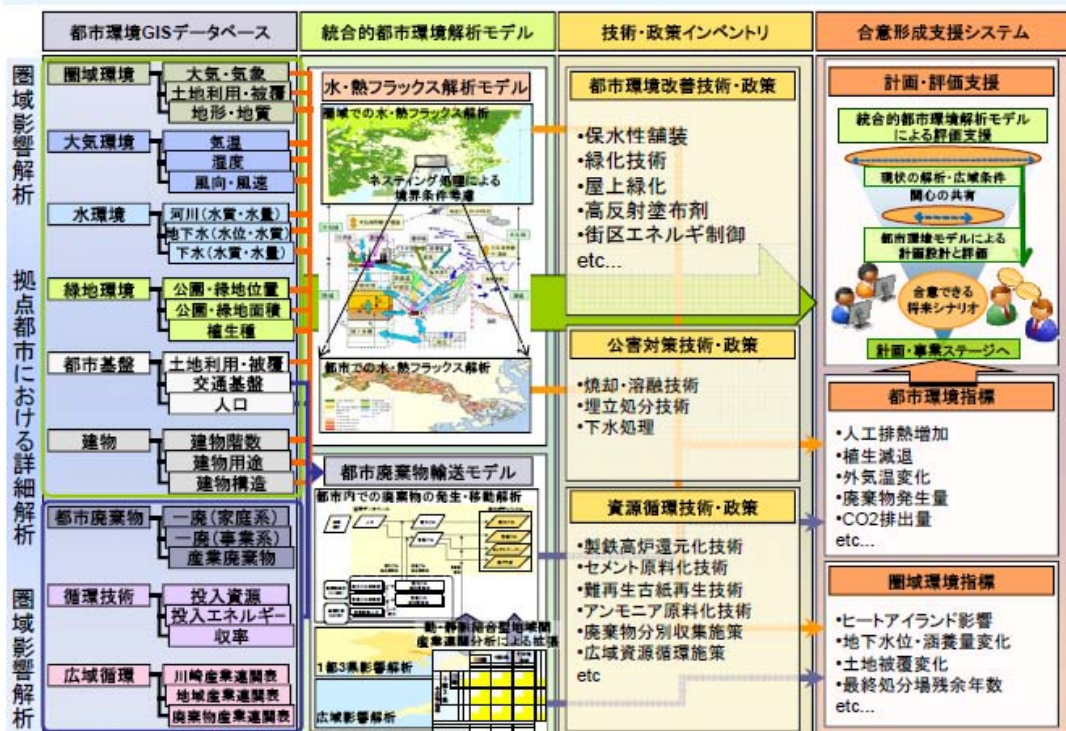 都市環境GISデータベース
統合的都市環境解析モデル
技術・政策インベントリ
合意形成支援システム
圏域影響解析
拠点都市における詳細解析
圏域影響解析
圏域環境
大気・気象
土地利用・被覆
地形・地質
大気環境
気温
湿度
風向・風速
水環境
河川(水質・水量)
地下水(水位・水質)
下水(水質・水量)
緑地環境
公園・緑地位置
公園・緑地面積
植生種
都市基盤
土地利用・被覆
交通基盤
人口
建物
建物階数
建物用途
建物構造
都市廃棄物
一廃(家庭系)
一廃(事業系)
産業廃棄物
循環技術
投入資源
投入エネルギー
収率
広域循環
川崎産業連関表
地域産業連関表
廃棄物産業連関表
水・熱フラックス解析モデル
圏域での水・熱フラックス解析
ネスティング処理による
境界条件考慮
都市での水・熱フラックス解析
都市廃棄物輸送モデル
都市内での廃棄物の発生・移動解析
動・静脈結合型地域間
産業連関分析による拡張
1都3県影響解析
広域影響解析
都市環境改善技術・政策
•保水性舗装
•緑化技術
•屋上緑化
•高反射塗布剤
•街区エネルギ制御
etc...
公害対策技術・政策
•焼却・溶融技術
•埋立処分技術
•下水処理
資源循環技術・政策
•製鉄高炉還元化技術
•セメント原料化技術
•難再生古紙再生技術
•アンモニア原料化技術
•廃棄物分別収集施策
•広域資源循環施策
etc
計画・評価支援
統合的都市環境解析モデル
による評価支援
現状の解析・広域条件
関心の共有
都市環境モデルによる
計画設計と評価
合意できる
将来シナリオ
計画・事業ステージへ
都市環境指標
•人工排熱増加
•植生減退
•外気温変化
•廃棄物発生量
•CO2排出量
etc...
圏域環境指標
•ヒートアイランド影響
•地下水位・涵養量変化
•土地被覆変化
•最終処分場残余年数
etc...